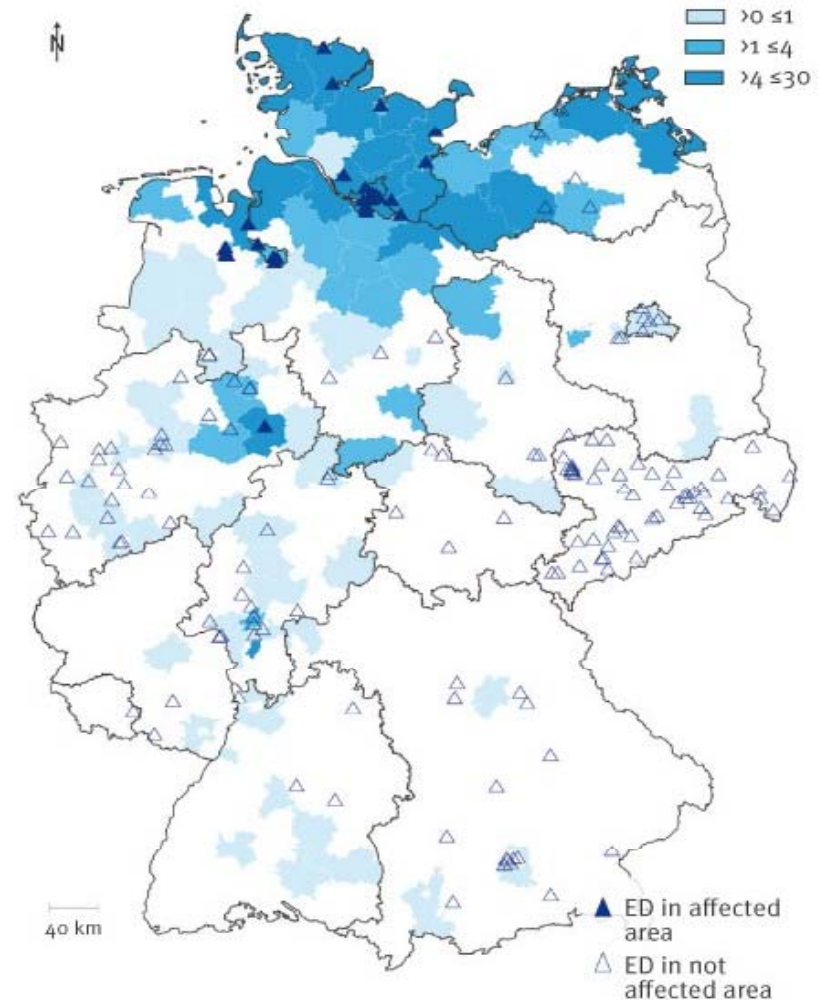 N
>0 ≤1
>1 ≤4
>4 ≤30
40 km
ED in affected
area
ED in not
affected area